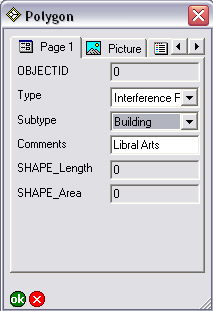 Polygon
Page 1 Picture
OBJECTID 0
Type Interference F
Subtype Building
Comments Libral Arts
SHAPE_Length 0
SHAPE_Area 0
ok